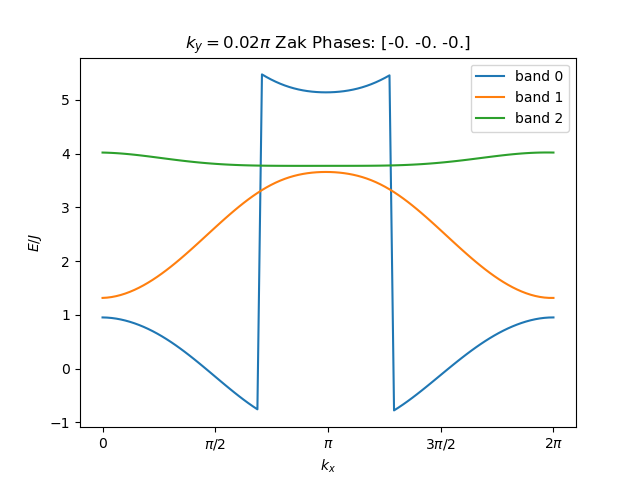 $k_y = 0.02\pi$ Zak Phases: [-0. -0. -0.]
band 0
band 1
band 2
E/J
5
4
3
2
1
0
−1
0
π/2
π
3π/2
2π
$k_x$